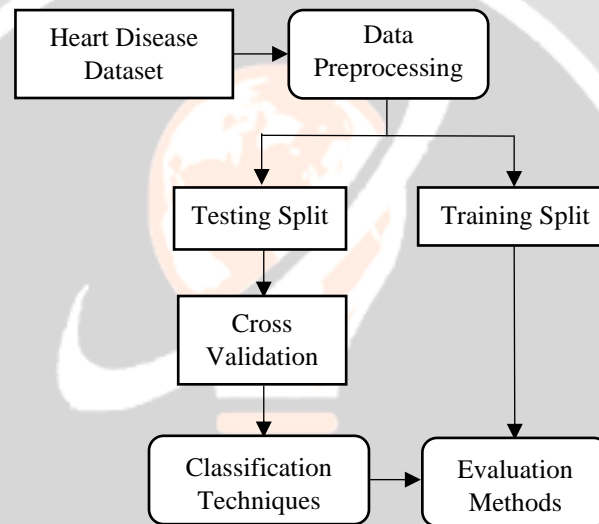 Heart Disease
Dataset
Data
Preprocessing
Testing Split
Training Split
Cross
Validation
Classification
Techniques
Evaluation
Methods